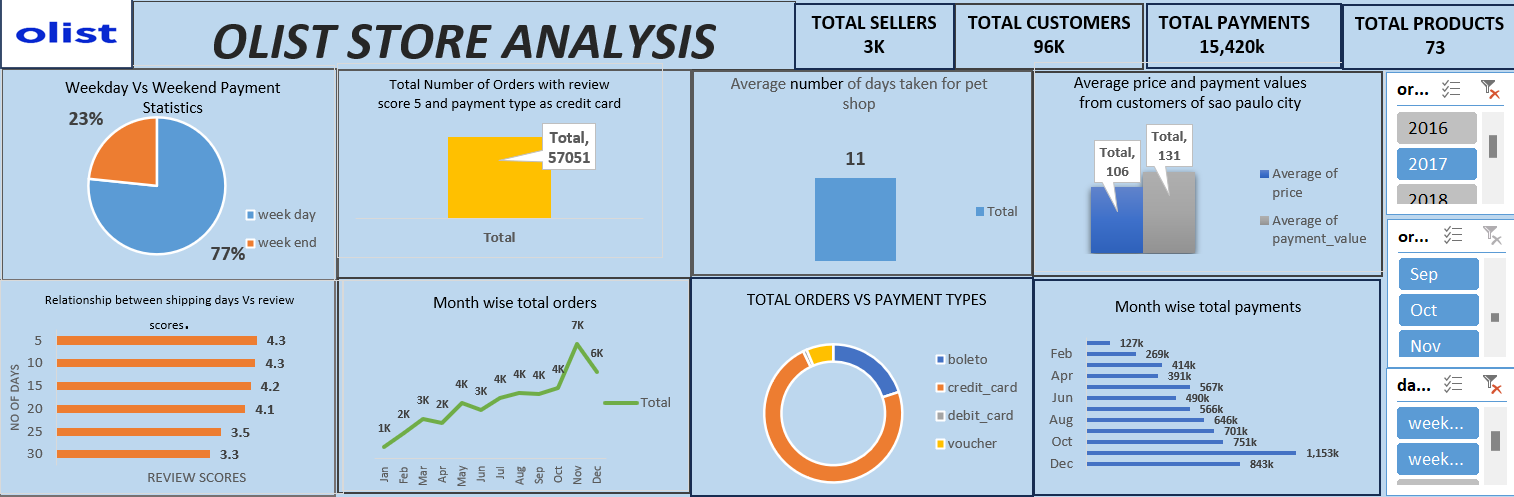 olist
OLIST STORE ANALYSIS
TOTAL SELLERS
3K
TOTAL CUSTOMERS
96K
TOTAL PAYMENTS
15,420k
TOTAL PRODUCTS
73
Weekday Vs Weekend Payment
Statistics
23%
77%
week day
week end
Total Number of Orders with review
score 5 and payment type as credit card
Total,
57051
Total
Average number of days taken for pet
shop
11
Total
Average price and payment values
from customers of sao paulo city
Total,
106
Total,
131
Average of
price
Average of
payment_value
or...
2016
2017
2018
or...
Sep
Oct
Nov
da...
week...
week...
Relationship between shipping days Vs review
scores.
NO OF DAYS
5
4.3
10
4.3
15
4.2
20
4.1
25
3.5
30
3.3
REVIEW SCORES
Month wise total orders
1K
2K
3K
2K
4K
3K
4K
4K
4K
4K
7K
6K
Total
Jan
Feb
Mar
Apr
May
Jun
Jul
Aug
Sep
Oct
Nov
Dec
TOTAL ORDERS VS PAYMENT TYPES
boleto
credit_card
debit_card
voucher
Month wise total payments
127k
Feb
269k
414k
Apr
391k
567k
Jun
490k
566k
Aug
646k
701k
Oct
751k
1,153k
Dec
843k